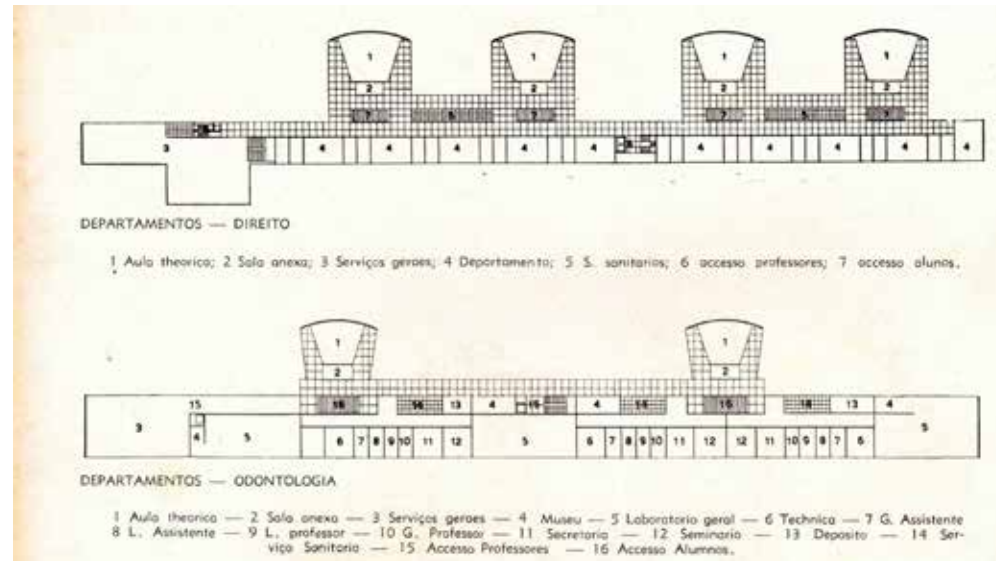 1 1 1 1
2 2 2 2
7 5 7 7 5 7
3 4 4 4 4 4 4 4 4 4 4
DEPARTAMENTOS — DIREITO
1 Aula theorica; 2 Sala anexa; 3 Serviços geraes; 4 Departamento; 5 S. sanitarios; 6 accesso professores; 7 accesso alunos.
1 1
2 2
15 16 13 4 15 4 13 4
3 4 5 6 7 8 9 10 11 12 5 6 7 8 9 10 11 12 12 11 10 9 8 7 6 5
DEPARTAMENTOS — ODONTOLOGIA
1 Aula theorica — 2 Sala anexa — 3 Serviços geraes — 4 Museu — 5 Laboratorio geral — 6 Technica — 7 G. Assistente
8 L. Assistente — 9 L. professor — 10 G. Professor — 11 Secretaria — 12 Seminario — 13 Deposito — 14 Ser-
viço Sanitario — 15 Accesso Professores — 16 Accesso Alumnos.